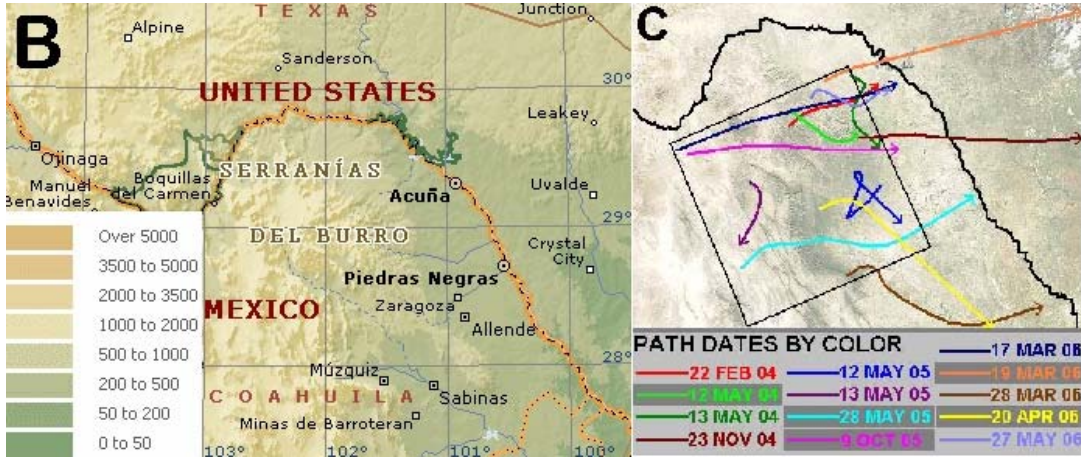 B
TEXAS
Junction
Alpine
Sanderson
30°
UNITED STATES
Leakey
Ojinaga
SERRANÍAS
Manuel
Benavides
Boquillas
del Carmen
Acuña
Uvalde
29°
DEL BURRO
Crystal
City
Piedras Negras
MEXICO
Zaragoza
Allende
28°
Múzquiz
COAHUILA
Sabinas
Minas de Barroteran
103°
102°
101°
100°
Over 5000
3500 to 5000
2000 to 3500
1000 to 2000
500 to 1000
200 to 500
50 to 200
0 to 50
C
PATH DATES BY COLOR
22 FEB 04
12 MAY 04
13 MAY 04
23 NOV 04
12 MAY 05
13 MAY 05
28 MAY 05
9 OCT 05
17 MAR 06
19 MAR 06
28 MAR 06
20 APR 06
27 MAY 06